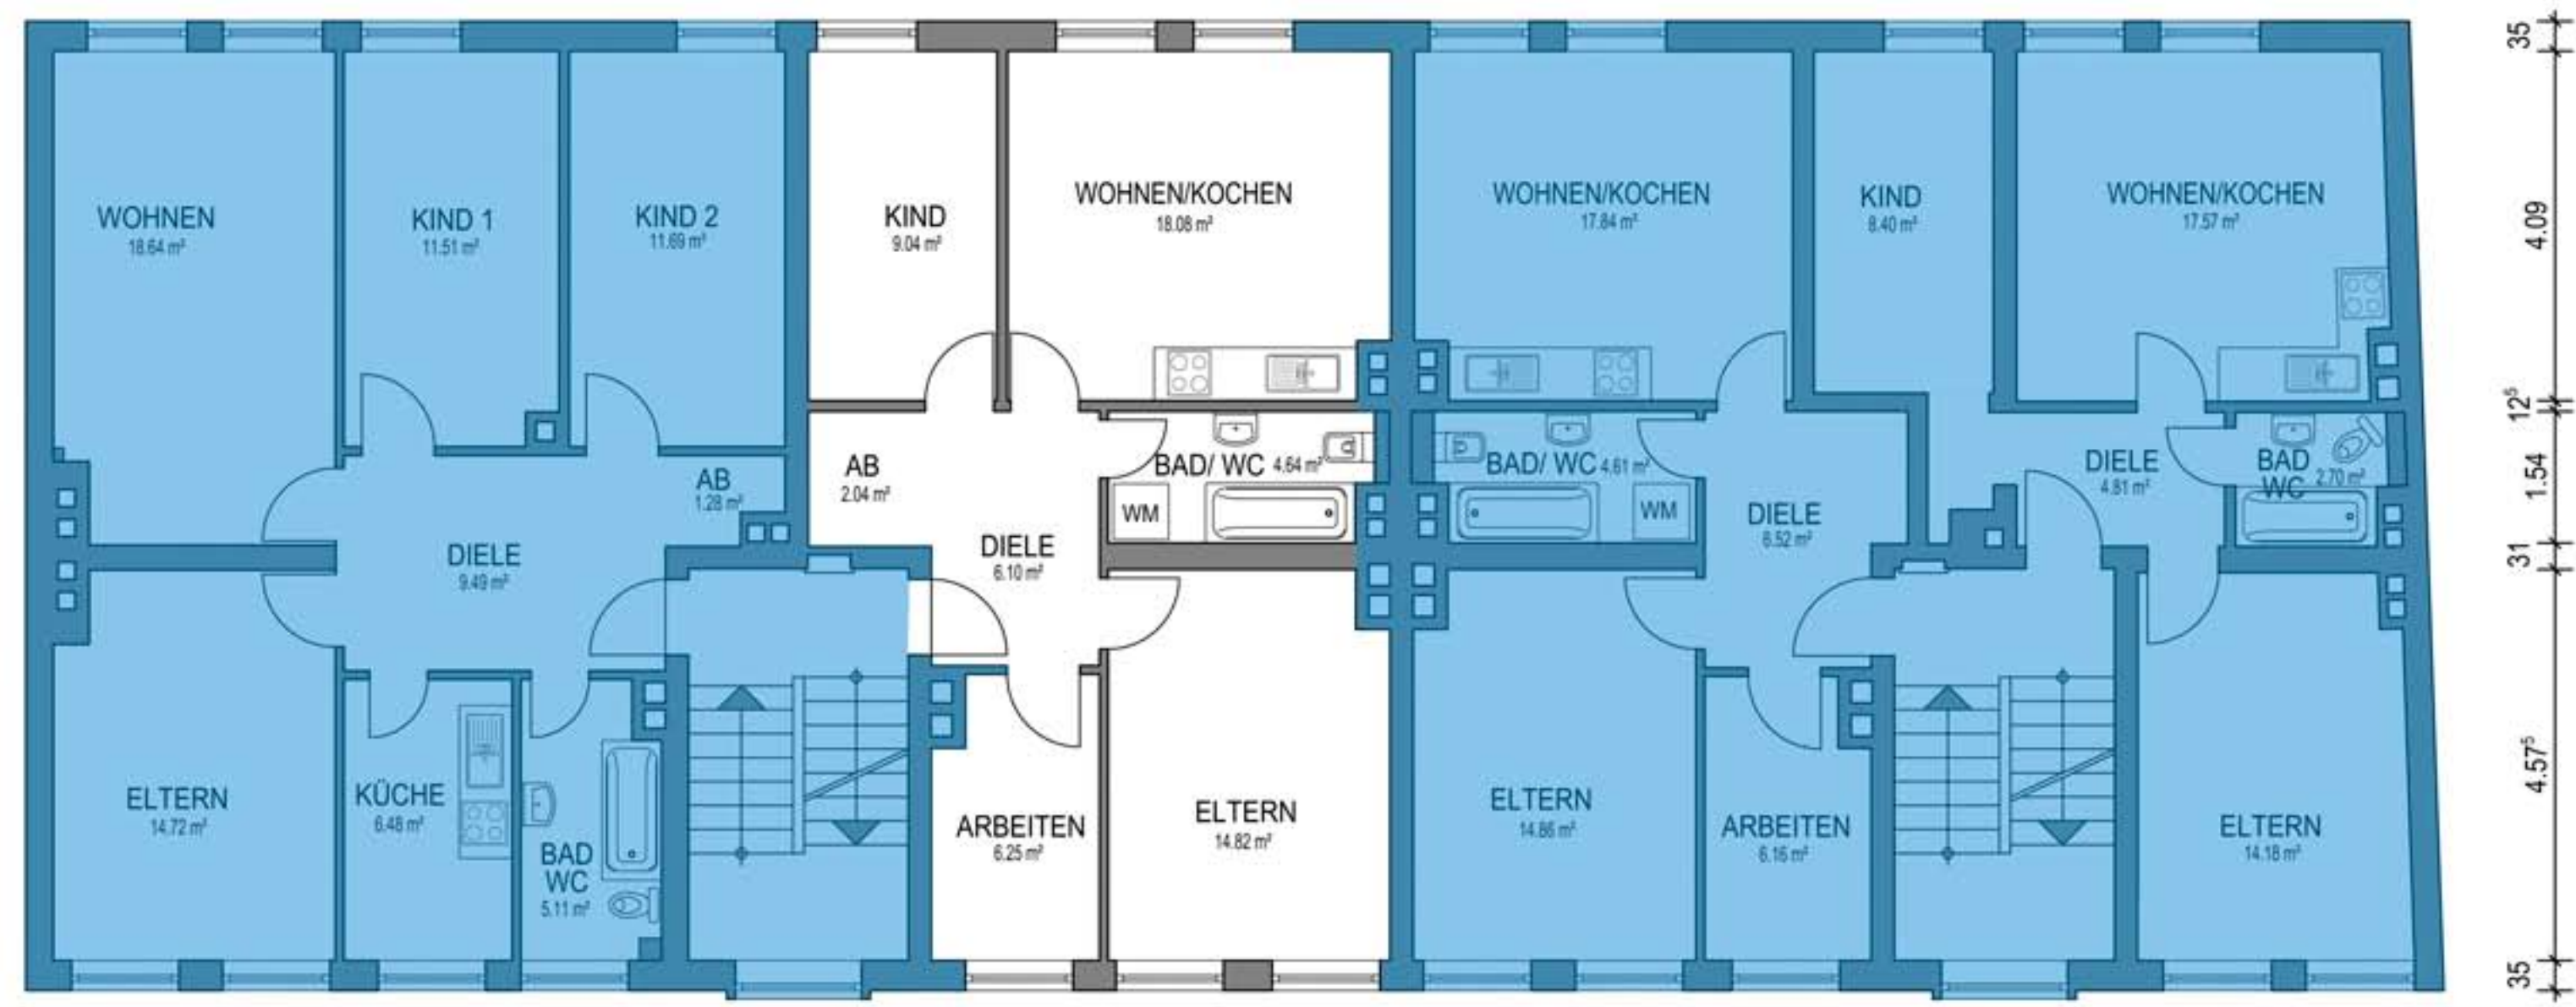 WOHNEN
18.64 m²
KIND 1
11.51 m²
KIND 2
11.69 m²
KIND
9.04 m²
WOHNEN/KOCHEN
18.08 m²
WOHNEN/KOCHEN
17.84 m²
KIND
8.40 m²
WOHNEN/KOCHEN
17.57 m²
AB
1.28 m²
DIELE
9.49 m²
AB
2.04 m²
DIELE
6.10 m²
BAD/ WC 4.64 m²
WM
BAD/ WC 4.61 m²
WM
DIELE
6.52 m²
DIELE
4.81 m²
BAD
WC 2.70 m²
ELTERN
14.72 m²
KÜCHE
6.48 m²
BAD
WC
5.11 m²
ARBEITEN
6.25 m²
ELTERN
14.82 m²
ELTERN
14.86 m²
ARBEITEN
6.16 m²
ELTERN
14.18 m²
35
4.09
12⁵
1.54
31
4.57⁵
35